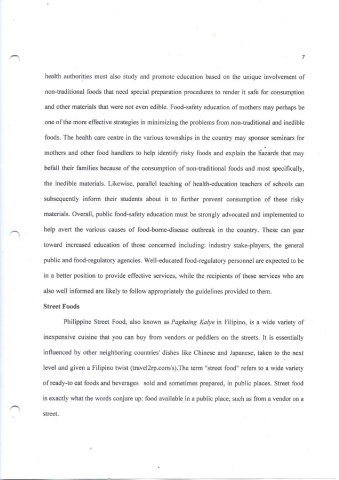 7
health authorities must also study and promote education based on the unique involvement of
non-traditional foods that need special preparation procedures to render it safe for consumption
and other materials that were not even edible. Food-safety education of mothers may perhaps be
one of the more effective strategies in minimizing the problems from non-traditional and inedible
foods. The health care centre in the various townships in the country may sponsor seminars for
mothers and other food handlers to help identify risky foods and explain the hazards that may
befall their families because of the consumption of non-traditional foods and most specifically,
the inedible materials. Likewise, parallel teaching of health-education teachers of schools can
subsequently inform their students about it to further prevent consumption of these risky
materials. Overall, public food-safety education must be strongly advocated and implemented to
help avert the various causes of food-borne-disease outbreak in the country. These can gear
toward increased education of those concerned including: industry stake-players, the general
public and food-regulatory agencies. Well-educated food-regulatory personnel are expected to be
in a better position to provide effective services, while the recipients of these services who are
also well informed are likely to follow appropriately the guidelines provided to them.
Street Foods
Philippine Street Food, also known as Pagkaing Kalye in Filipino, is a wide variety of
inexpensive cuisine that you can buy from vendors or peddlers on the streets. It is essentially
influenced by other neighboring countries' dishes like Chinese and Japanese, taken to the next
level and given a Filipino twist (travel2rp.com/s).The term "street food" refers to a wide variety
of ready-to eat foods and beverages sold and sometimes prepared, in public places. Street food
is exactly what the words conjure up: food available in a public place, such as from a vendor on a
street.